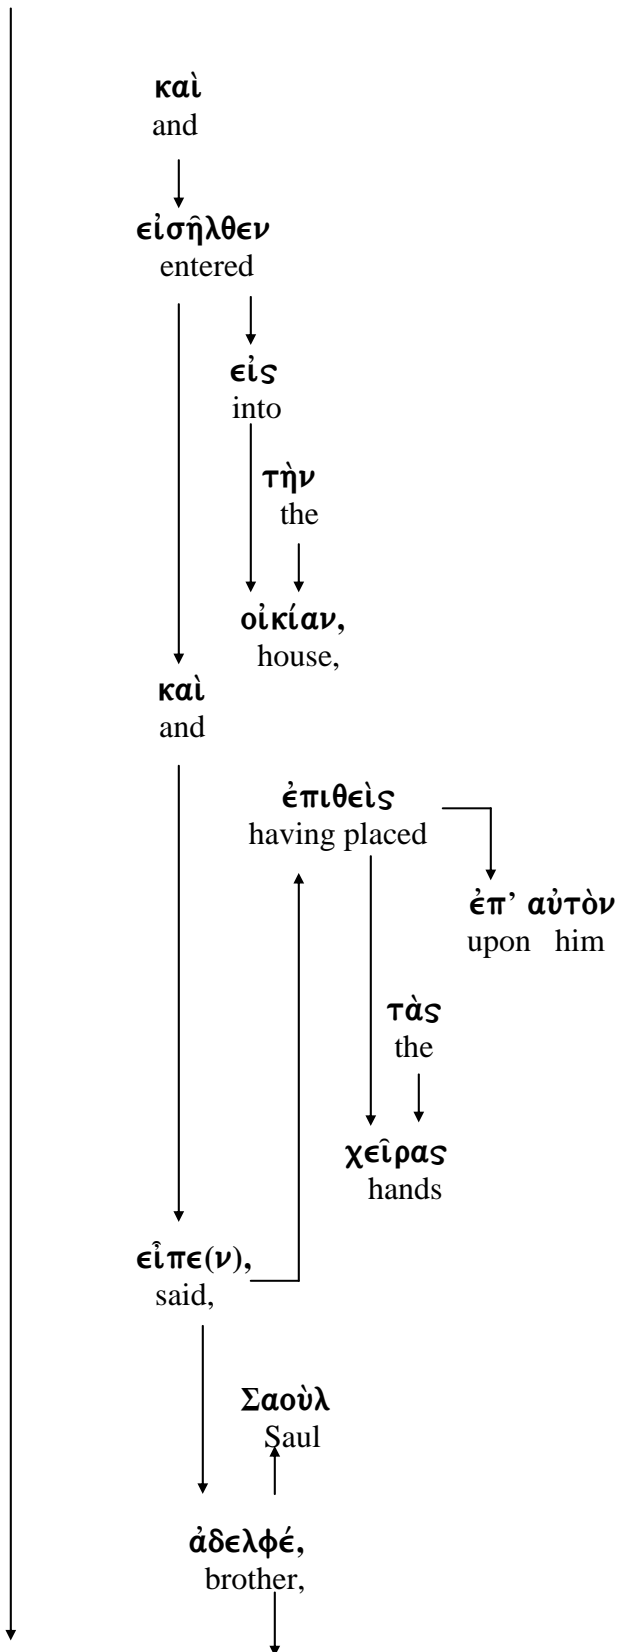 καὶ
and
εἰσῆλθεν
entered
εἰς
into
τὴν
the
οἰκίαν,
house,
καὶ
and
ἐπιθεὶς
having placed
ἐπ’ αὐτὸν
upon him
τὰς
the
χεῖρας
hands
εἶπε(ν),
said,
Σαοὺλ
Saul
ἀδελφέ,
brother,